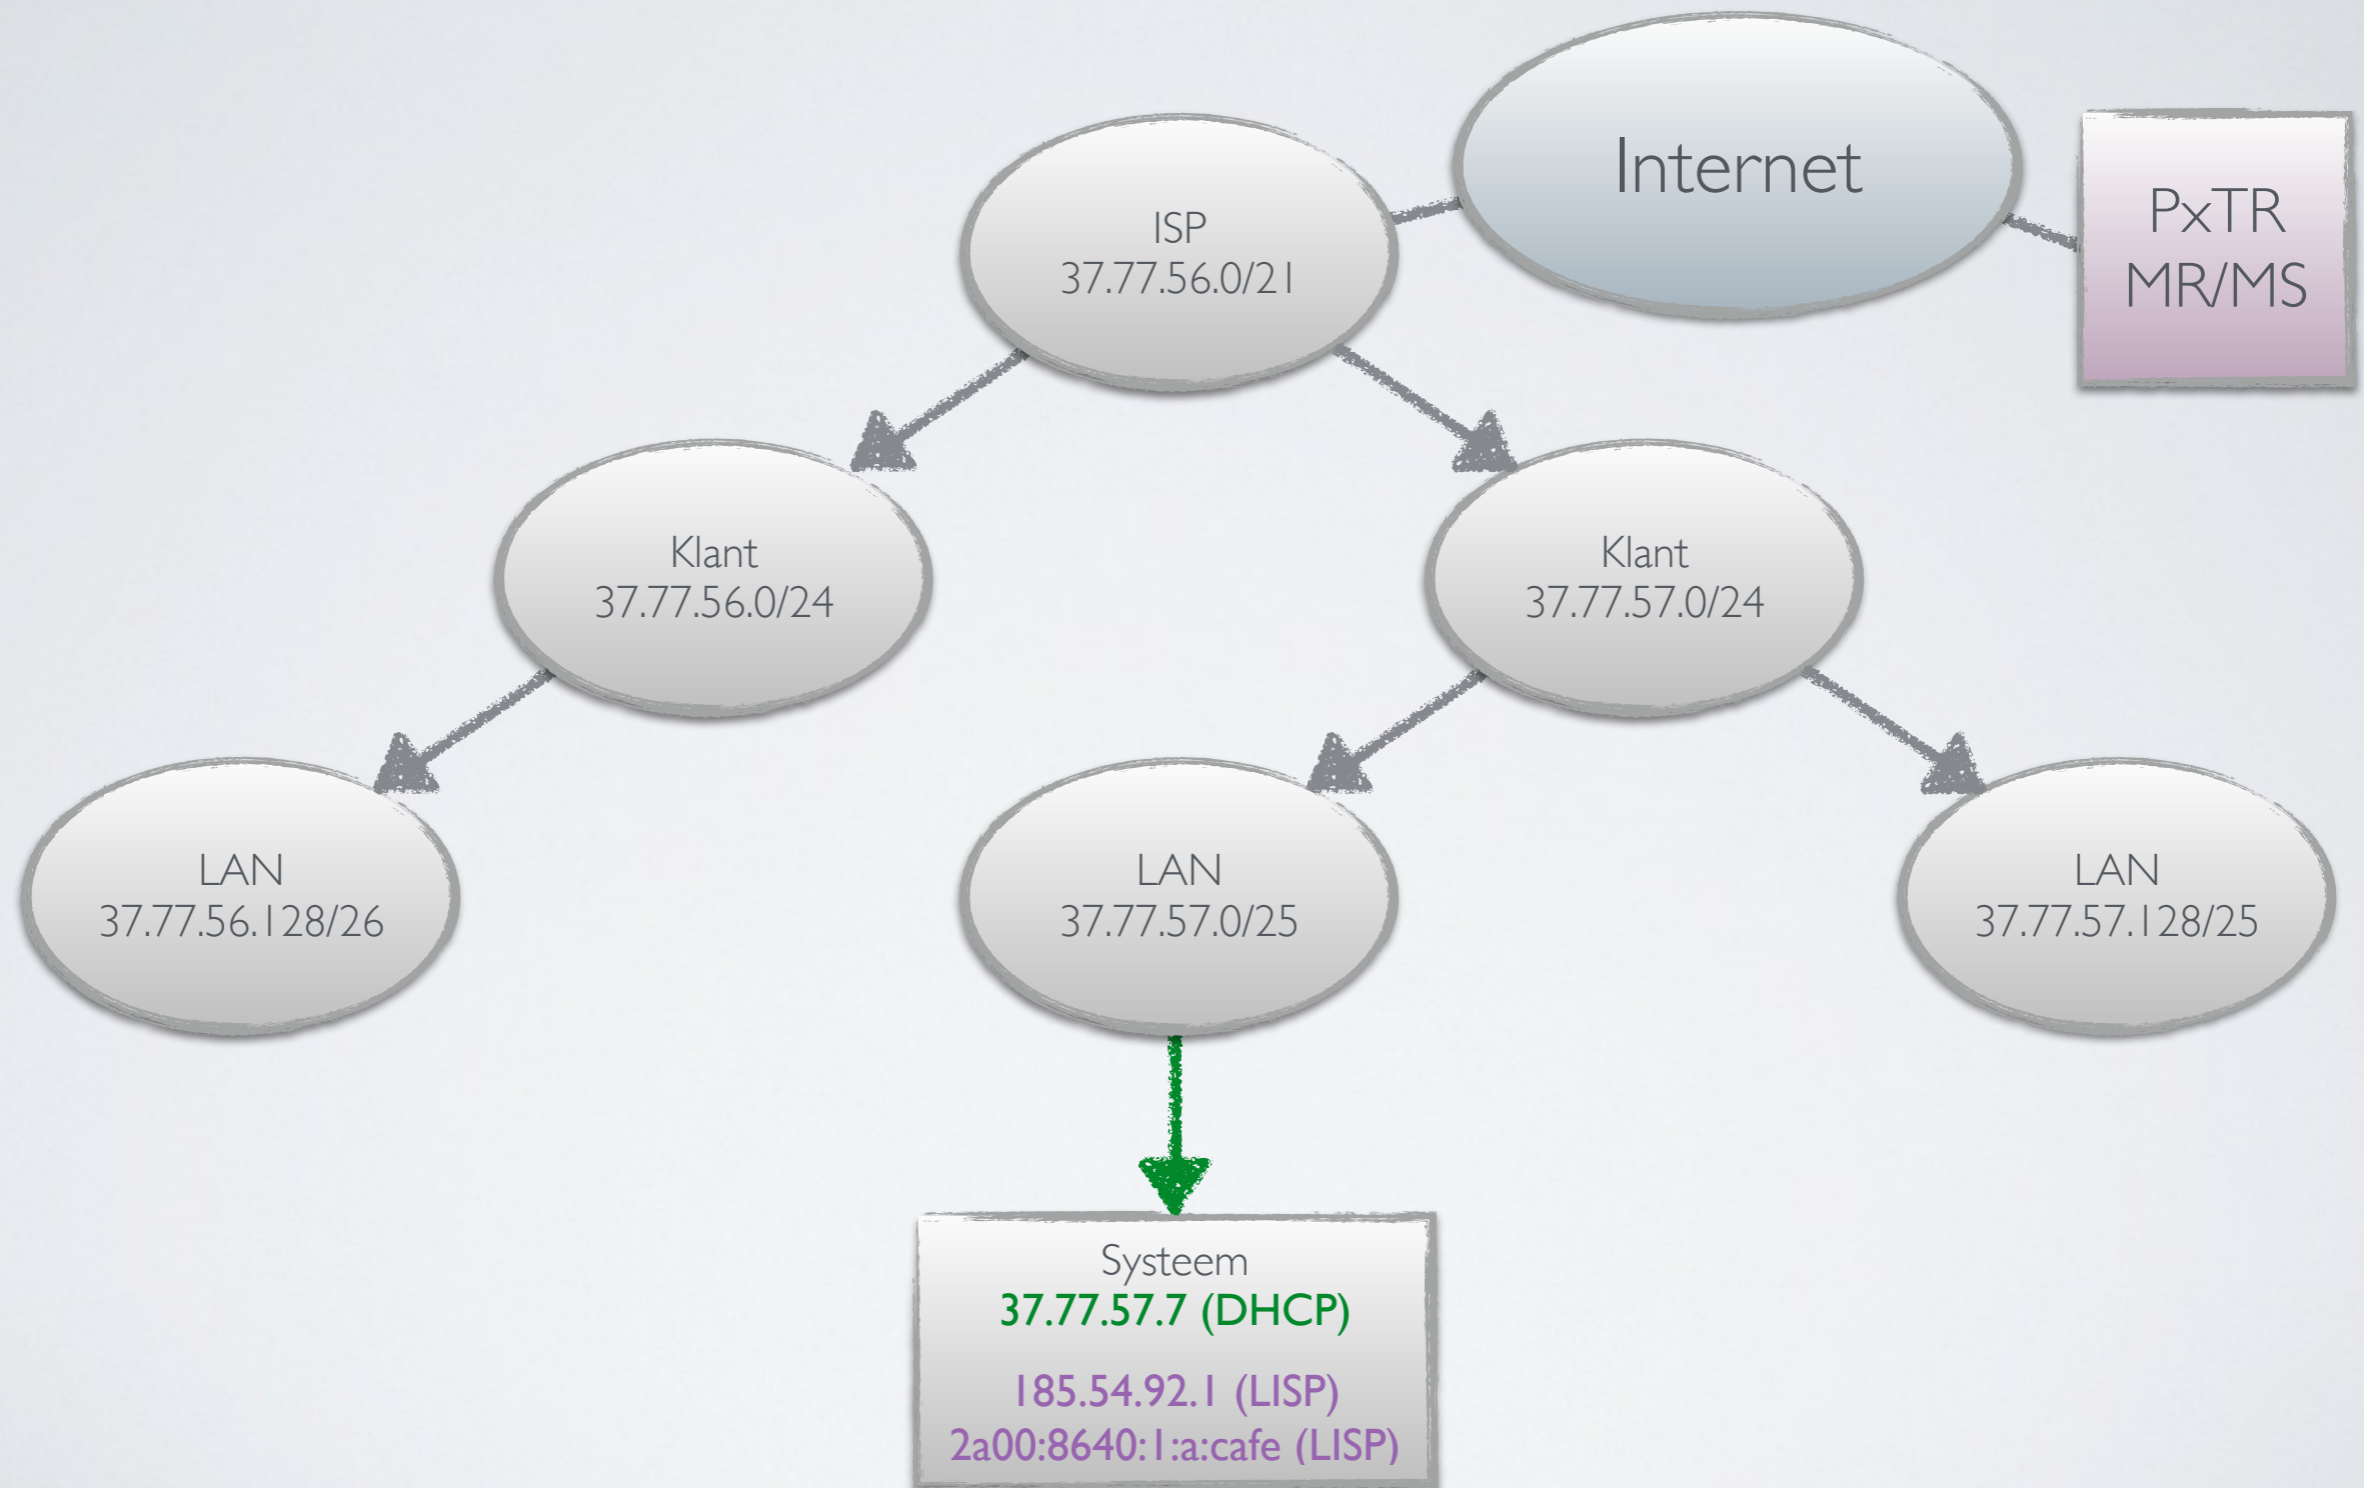 Internet
PxTR
MR/MS
ISP
37.77.56.0/21
Klant
37.77.56.0/24
Klant
37.77.57.0/24
LAN
37.77.56.128/26
LAN
37.77.57.0/25
LAN
37.77.57.128/25
Systeem
37.77.57.7 (DHCP)
185.54.92.1 (LISP)
2a00:8640:1:a:cafe (LISP)